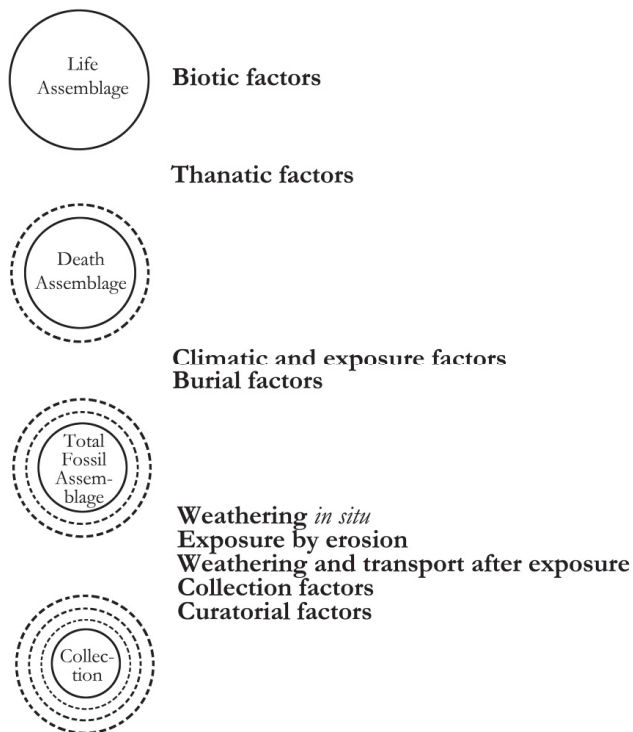 Life
Assemblage
Biotic factors
Thanatic factors
Death
Assemblage
Climatic and exposure factors
Burial factors
Total
Fossil
Assem-
blage
Weathering in situ
Exposure by erosion
Weathering and transport after exposure
Collection factors
Curatorial factors
Collec-
tion